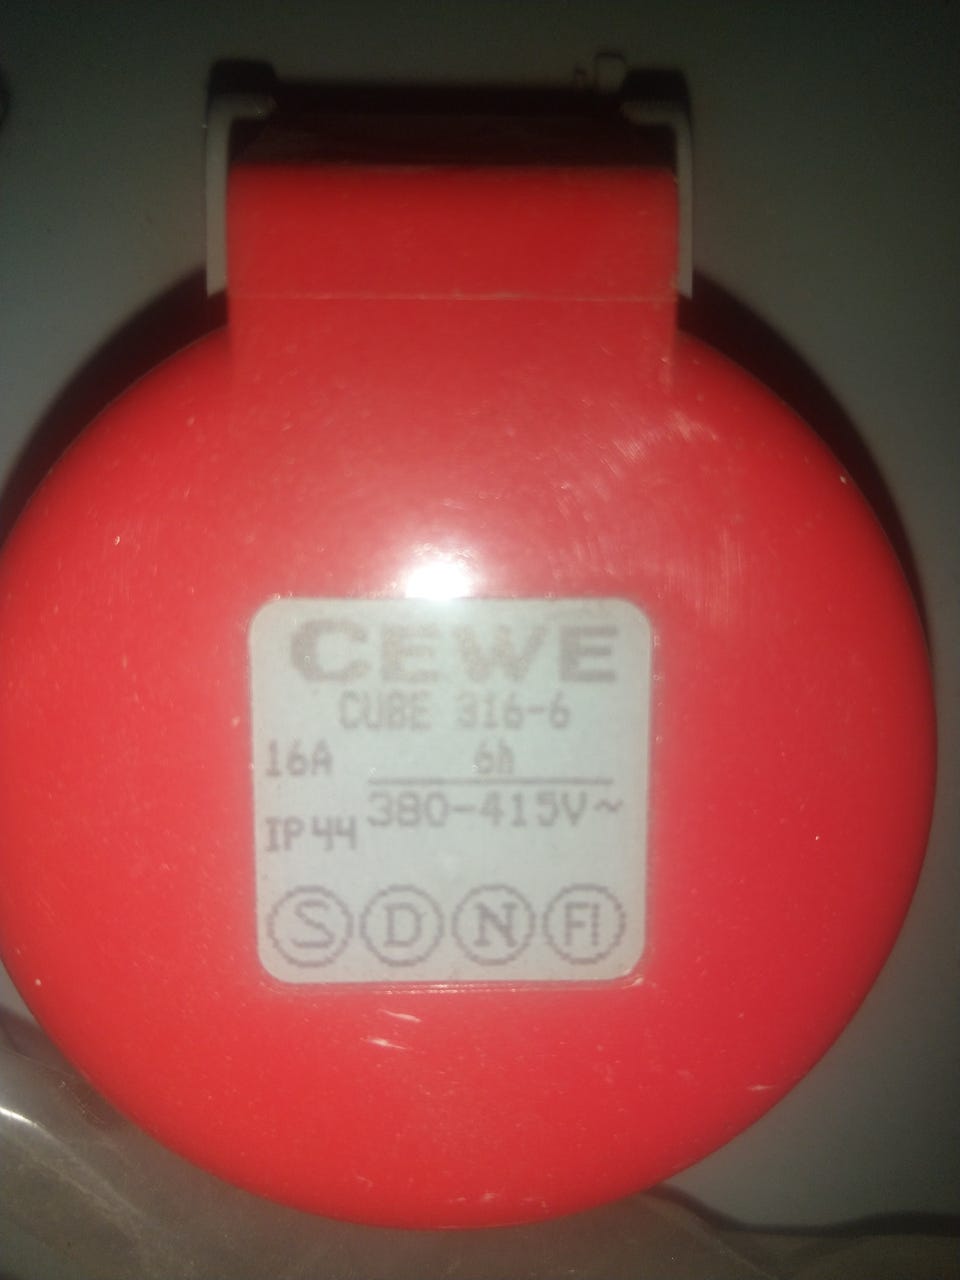 CEWE
CUBE 316-6
16A 6h
380-415V~
IP44
S D N FI